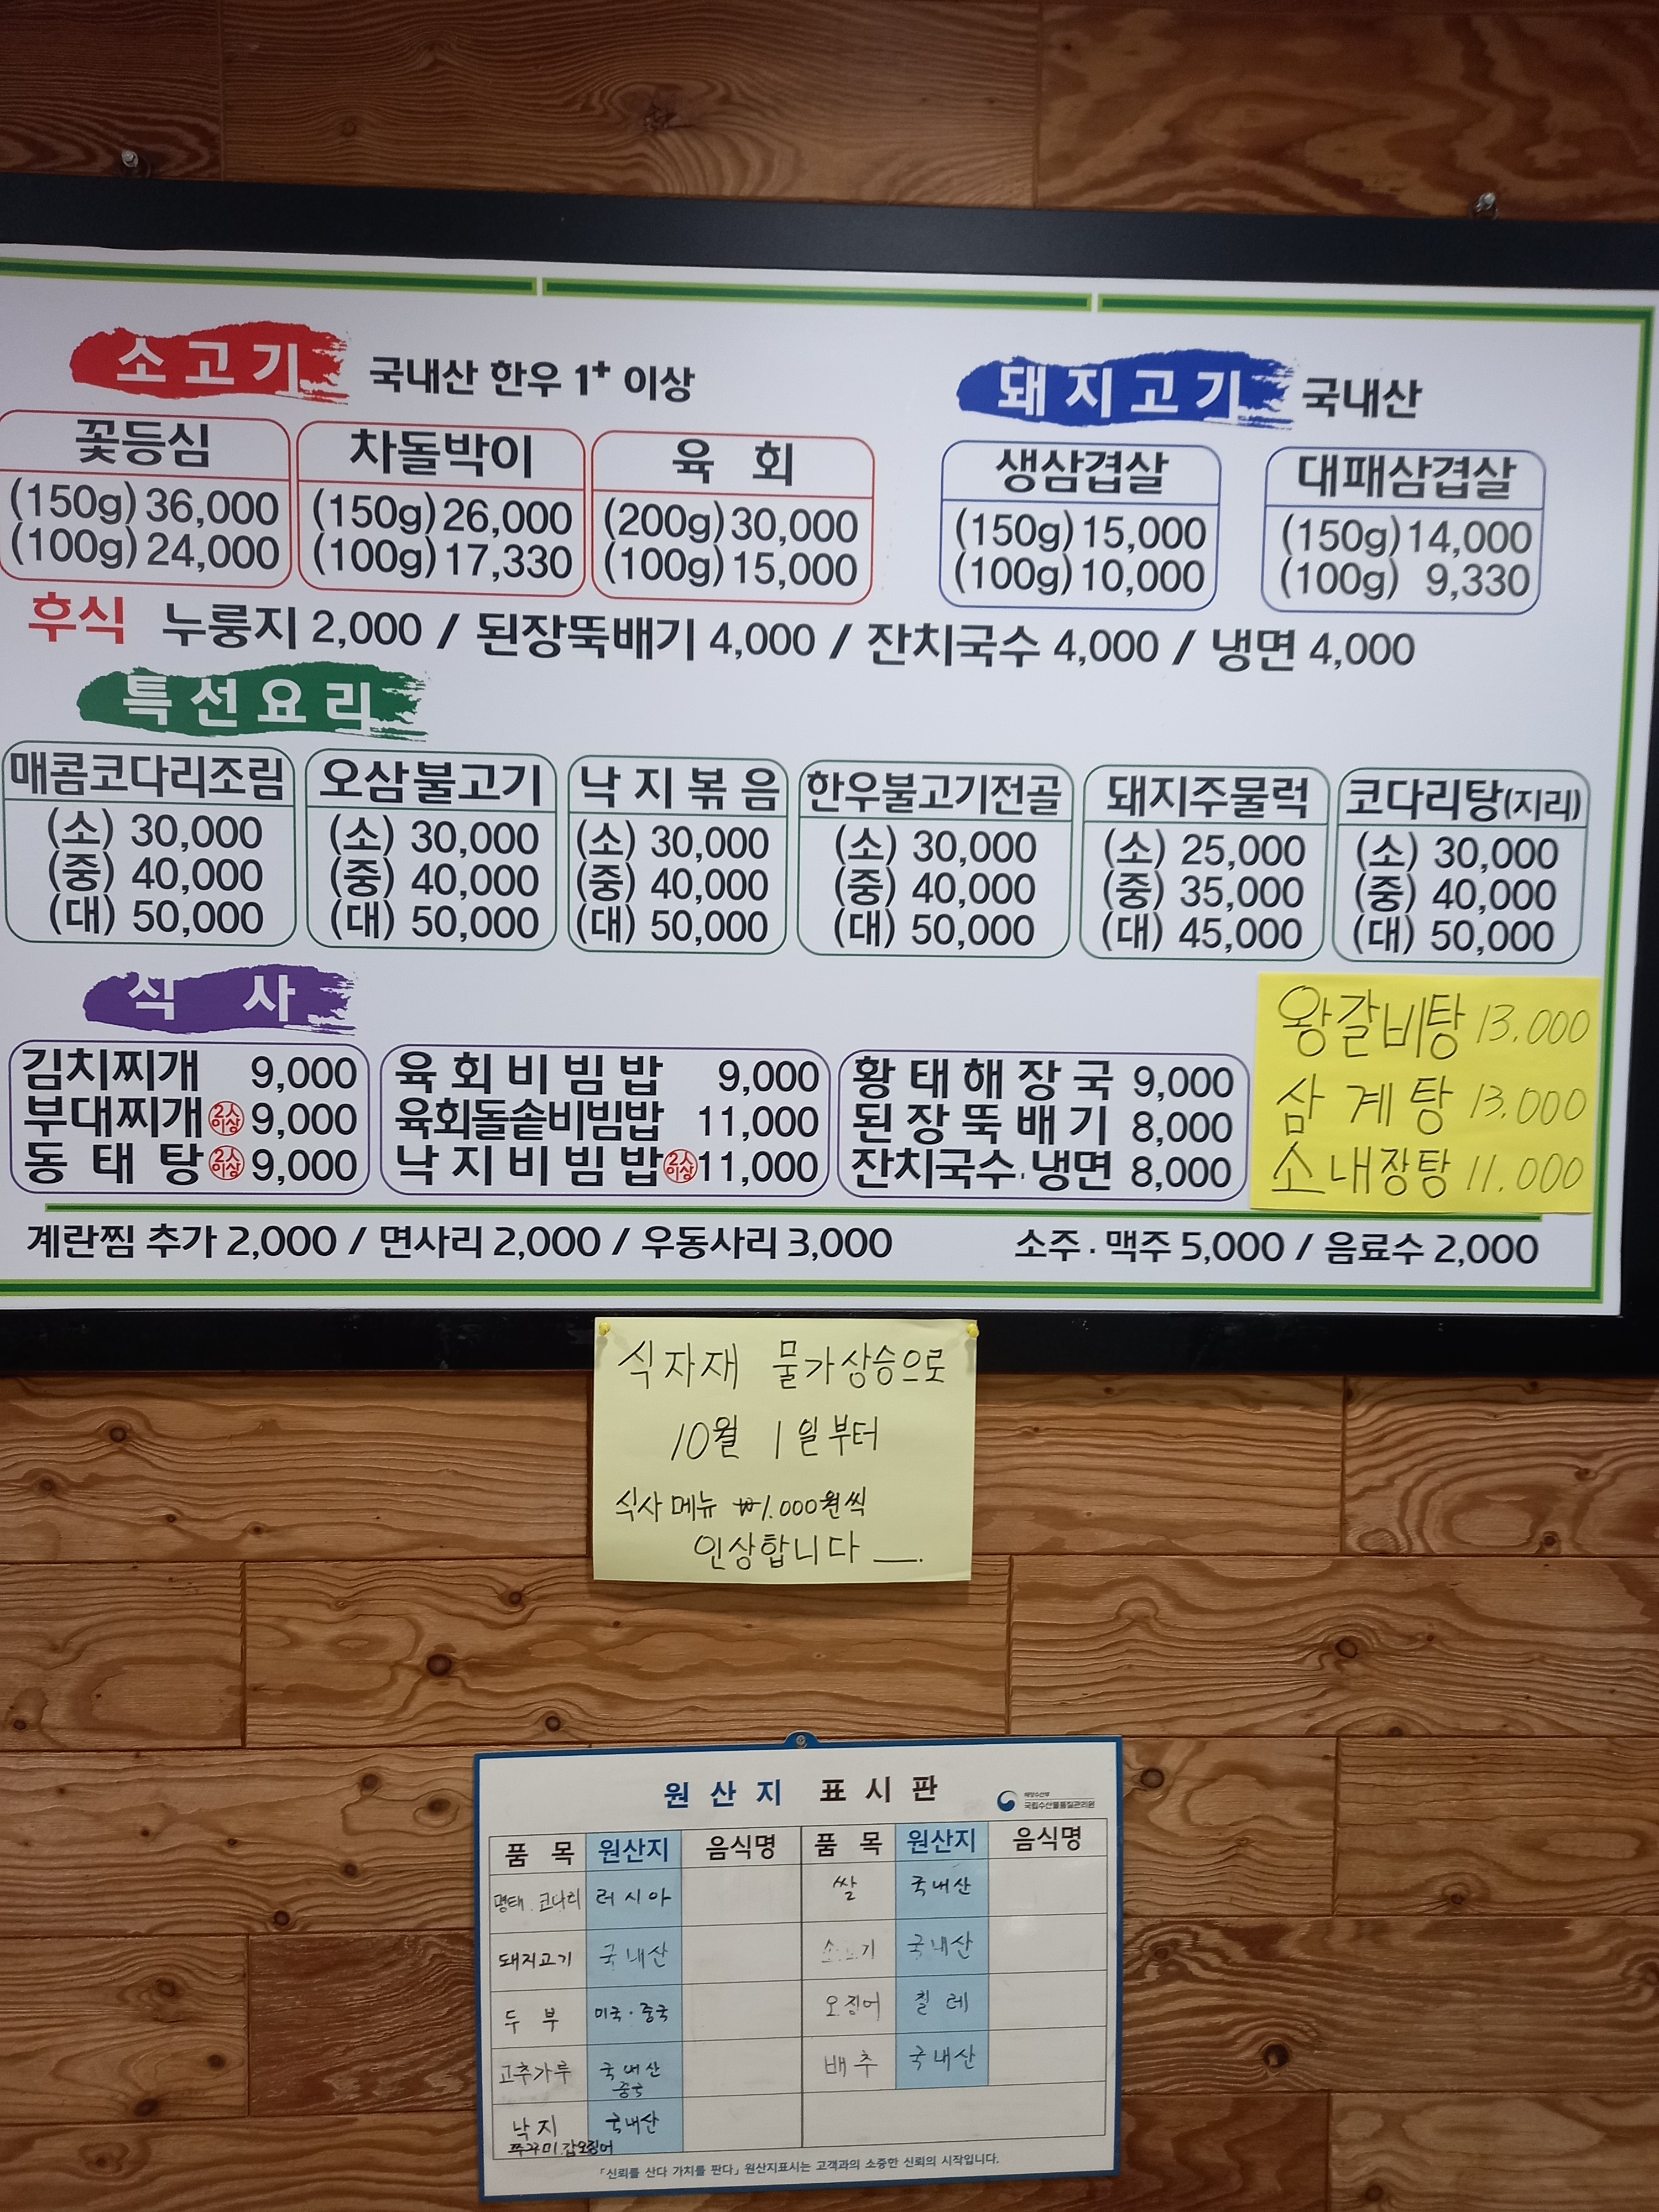 소고기 국내산 한우 1+ 이상
꽃등심
(150g) 36,000
(100g) 24,000
차돌박이
(150g) 26,000
(100g) 17,330
육 회
(200g) 30,000
(100g) 15,000
돼지고기 국내산
생삼겹살
(150g) 15,000
(100g) 10,000
대패삼겹살
(150g) 14,000
(100g) 9,330
후식 누룽지 2,000 / 된장뚝배기 4,000 / 잔치국수 4,000 / 냉면 4,000
특선요리
매콤코다리조림
(소) 30,000
(중) 40,000
(대) 50,000
오삼불고기
(소) 30,000
(중) 40,000
(대) 50,000
낙지볶음
(소) 30,000
(중) 40,000
(대) 50,000
한우불고기전골
(소) 30,000
(중) 40,000
(대) 50,000
돼지주물럭
(소) 25,000
(중) 35,000
(대) 45,000
코다리탕(지리)
(소) 30,000
(중) 40,000
(대) 50,000
식 사
김치찌개 9,000
부대찌개 2人이상 9,000
동태탕 2人이상 9,000
육회비빔밥 9,000
육회돌솥비빔밥 11,000
낙지비빔밥 2人이상 11,000
황태해장국 9,000
된장뚝배기 8,000
잔치국수·냉면 8,000
왕갈비탕 13.000
삼계탕 13.000
소내장탕 11.000
계란찜 추가 2,000 / 면사리 2,000 / 우동사리 3,000
소주·맥주 5,000 / 음료수 2,000
식자재 물가상승으로
10월 1일부터
식사메뉴 ₩1.000원씩
인상합니다
원산지 표시판
해양수산부
국립수산물품질관리원
품 목 원산지 음식명 품 목 원산지 음식명
명태. 코다리 러시아 쌀 국내산
돼지고기 국내산 소고기 국내산
두부 미국·중국 오징어 칠레
고추가루 국내산 중국 배추 국내산
낙지 국내산
쭈꾸미.갑오징어
「신뢰를 산다 가치를 판다」 원산지표시는 고객과의 소중한 신뢰의 시작입니다.